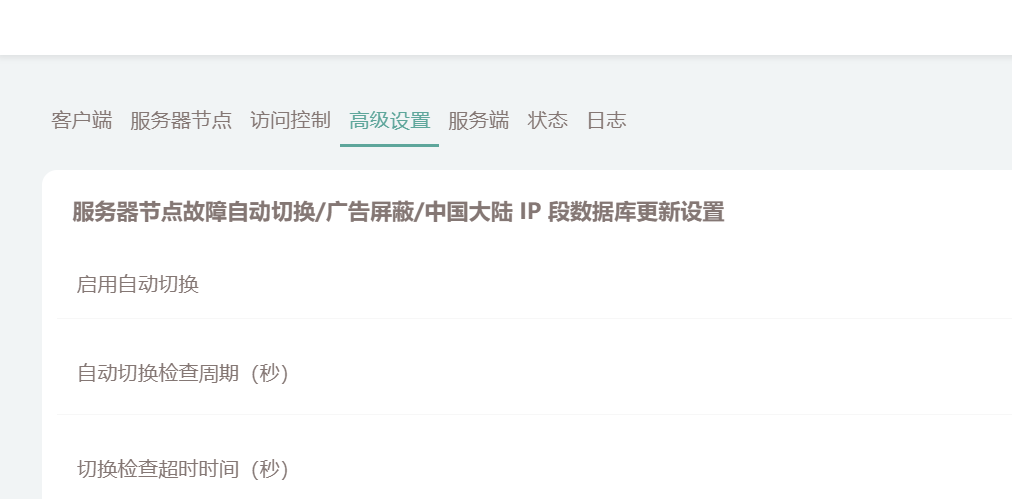 客户端 服务器节点 访问控制 高级设置 服务端 状态 日志
服务器节点故障自动切换/广告屏蔽/中国大陆 IP 段数据库更新设置
启用自动切换
自动切换检查周期（秒）
切换检查超时时间（秒）